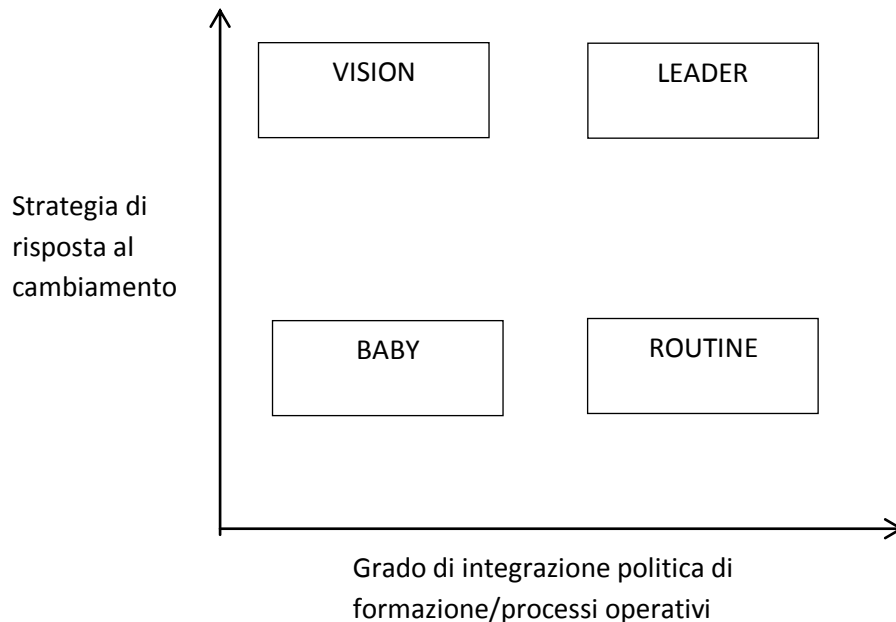 VISION
LEADER
Strategia di
risposta al
cambiamento
BABY
ROUTINE
Grado di integrazione politica di
formazione/processi operativi